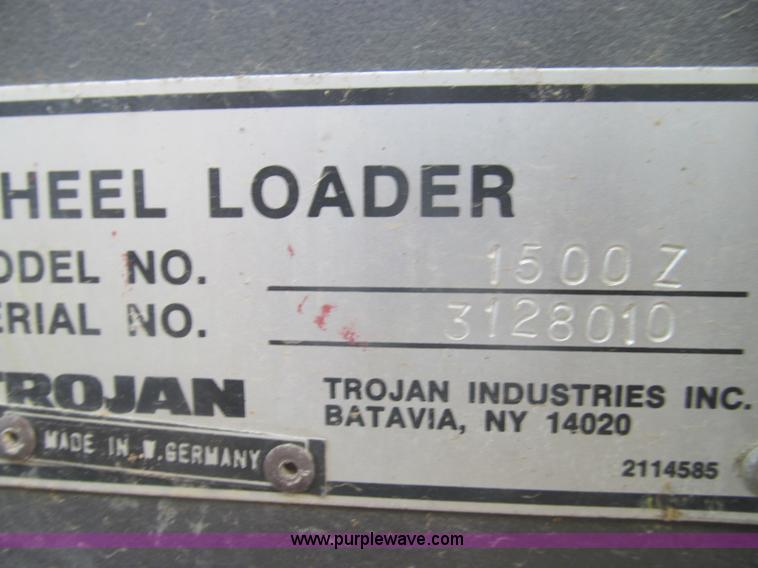 HEEL LOADER
ODEL NO. 1500 Z
ERIAL NO. 3128010
TROJAN
TROJAN INDUSTRIES INC.
BATAVIA, NY 14020
MADE IN W. GERMANY
2114585
www.purplewave.com